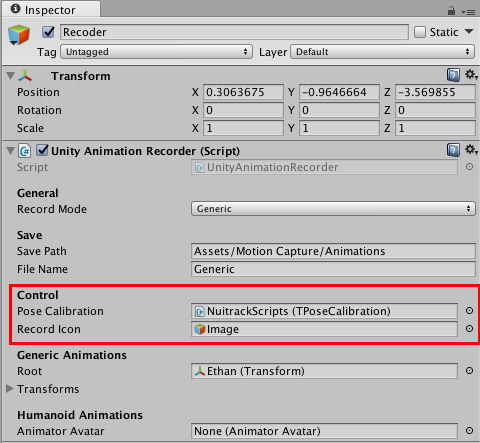 Inspector
Recoder Static
Tag Untagged Layer Default
Transform
Position X 0.3063675 Y -0.9646664 Z -3.569855
Rotation X 0 Y 0 Z 0
Scale X 1 Y 1 Z 1
Unity Animation Recorder (Script)
Script UnityAnimationRecorder
General
Record Mode Generic
Save
Save Path Assets/Motion Capture/Animations
File Name Generic
Control
Pose Calibration NuitrackScripts (TPoseCalibration)
Record Icon Image
Generic Animations
Root Ethan (Transform)
Transforms
Humanoid Animations
Animator Avatar None (Animator Avatar)